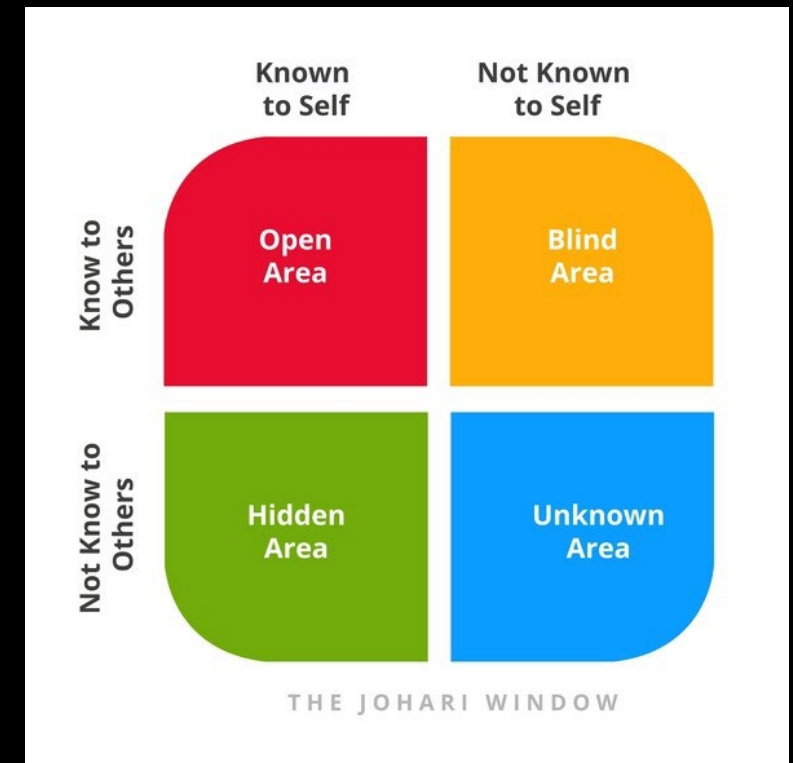 Known
to Self
Not Known
to Self
Know to
Others
Open
Area
Blind
Area
Not Know to
Others
Hidden
Area
Unknown
Area
THE JOHARI WINDOW